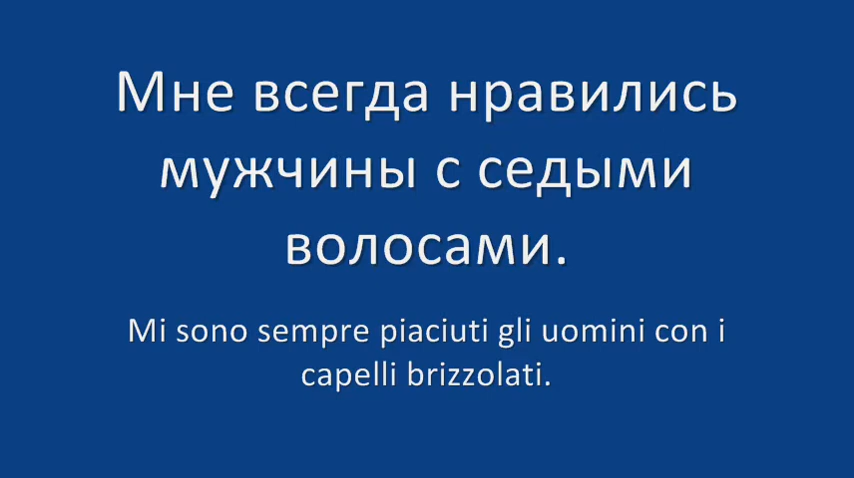 Мне всегда нравились
мужчины с седыми
волосами.
Mi sono sempre piaciuti gli uomini con i
capelli brizzolati.